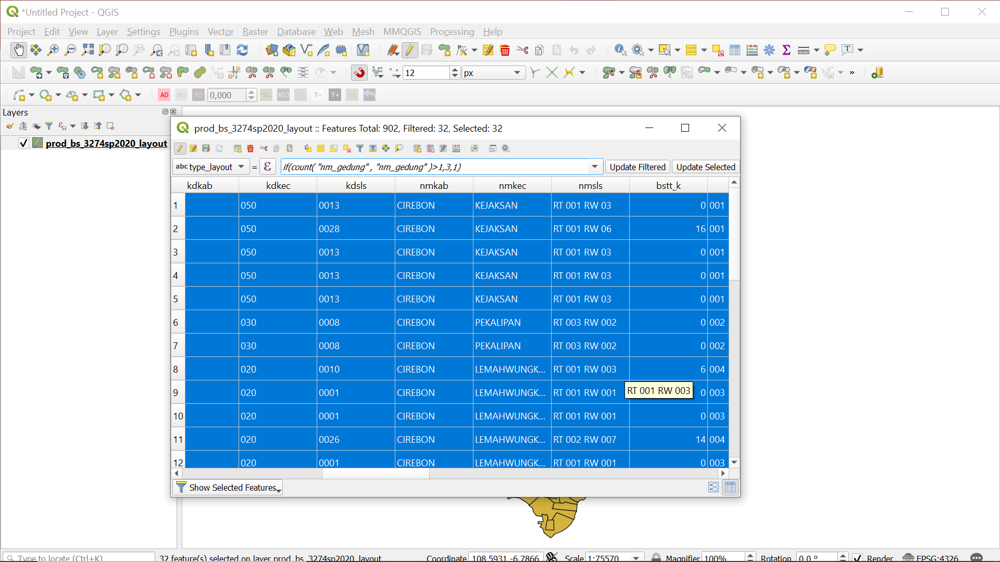 *Untitled Project - QGIS
Project Edit View Layer Settings Plugins Vector Raster Database Web Mesh MMQGIS Processing Help
12 px
AD MO RO 0,000 SC ADJ 2P T- T+
Layers
prod_bs_3274sp2020_layout
prod_bs_3274sp2020_layout :: Features Total: 902, Filtered: 32, Selected: 32
abc type_layout = ε if(count( "nm_gedung" , "nm_gedung" )>1,3,1) Update Filtered Update Selected
kdkab kdkec kdsls nmkab nmkec nmsls bstt_k
1 050 0013 CIREBON KEJAKSAN RT 001 RW 03 0 001
2 050 0028 CIREBON KEJAKSAN RT 001 RW 06 16 001
3 050 0013 CIREBON KEJAKSAN RT 001 RW 03 0 001
4 050 0013 CIREBON KEJAKSAN RT 001 RW 03 0 001
5 050 0013 CIREBON KEJAKSAN RT 001 RW 03 0 001
6 030 0008 CIREBON PEKALIPAN RT 003 RW 002 0 002
7 030 0008 CIREBON PEKALIPAN RT 003 RW 002 0 002
8 020 0010 CIREBON LEMAHWUNGK... RT 001 RW 003 6 004
RT 001 RW 003
9 020 0001 CIREBON LEMAHWUNGK... RT 001 RW 001 0 003
10 020 0001 CIREBON LEMAHWUNGK... RT 001 RW 001 0 003
11 020 0026 CIREBON LEMAHWUNGK... RT 002 RW 007 14 004
12 020 0001 CIREBON LEMAHWUNGK... RT 001 RW 001 0 003
Show Selected Features
Type to locate (Ctrl+K) 32 feature(s) selected on layer prod_bs_3274sp2020_layout Coordinate 108.5931,-6.7866 Scale 1:75570 Magnifier 100% Rotation 0,0 ° Render EPSG:4326